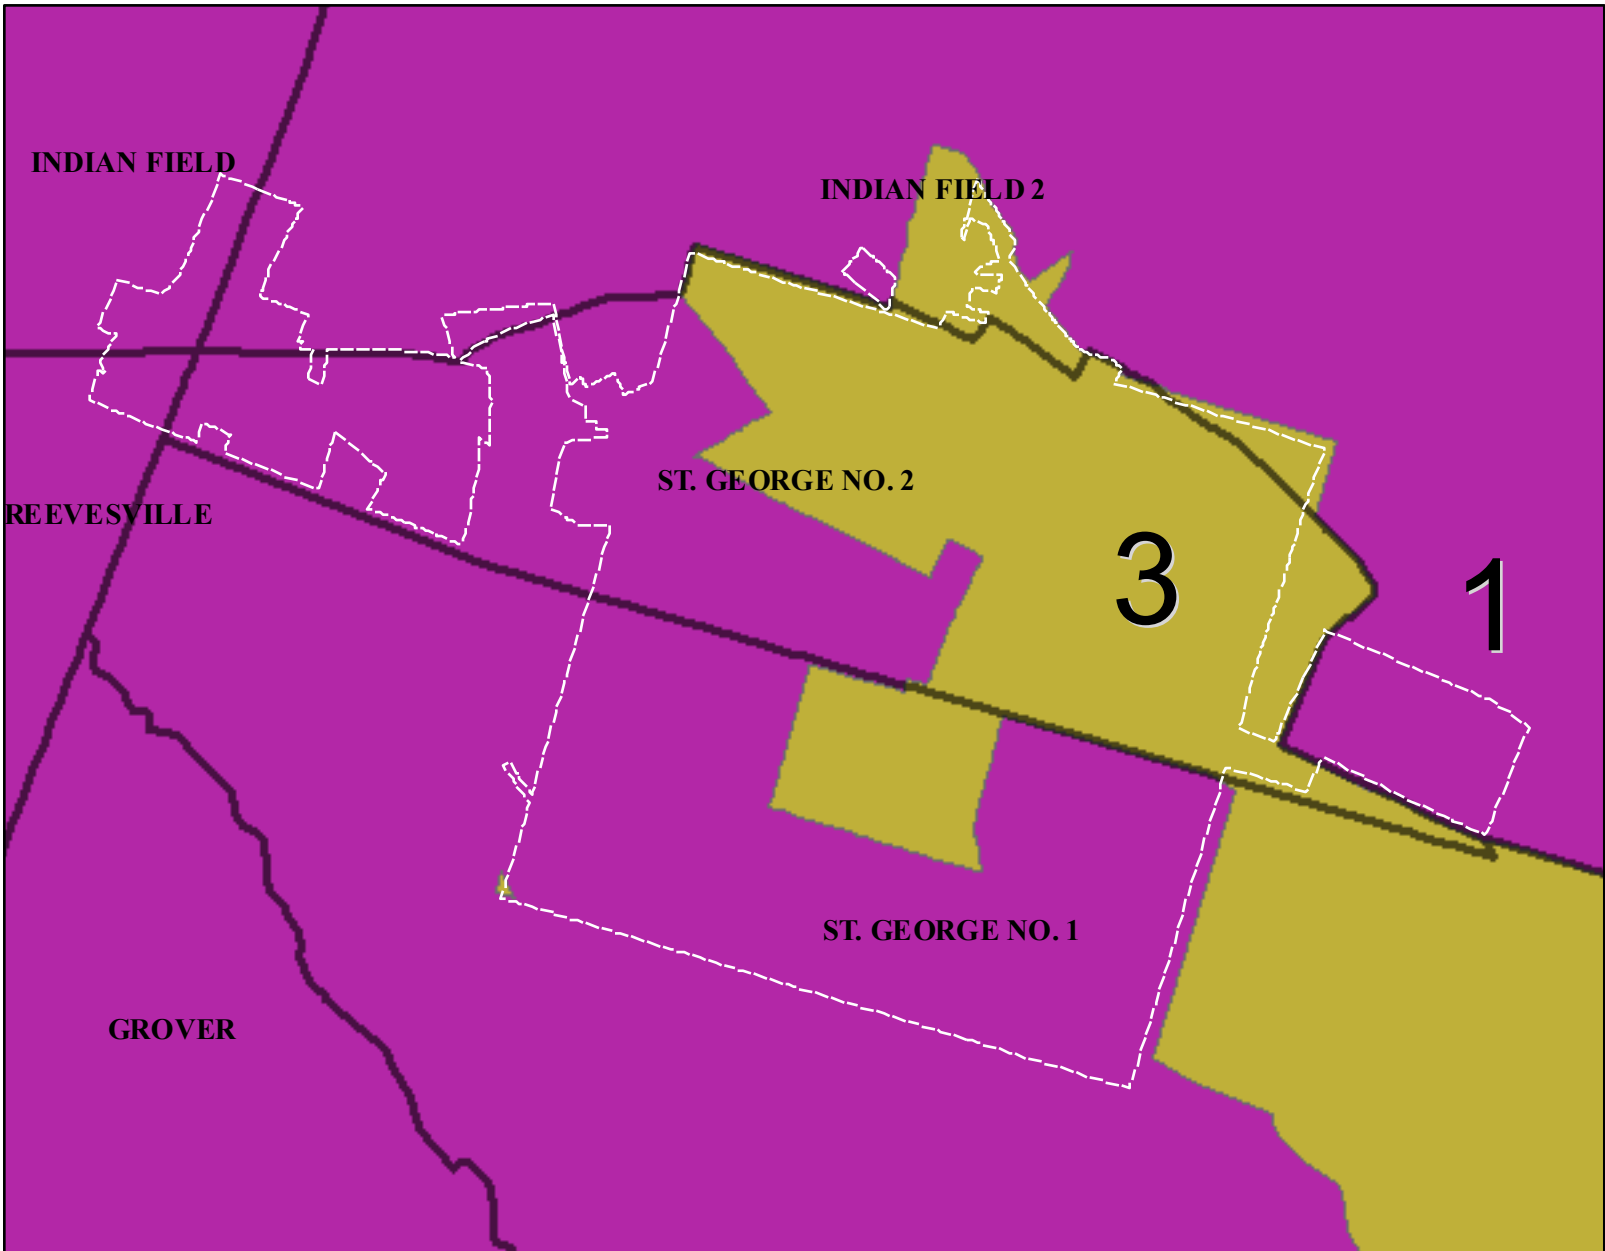 INDIAN FIELD
INDIAN FIELD 2
ST. GEORGE NO. 2
REEVESVILLE
3
1
ST. GEORGE NO. 1
GROVER